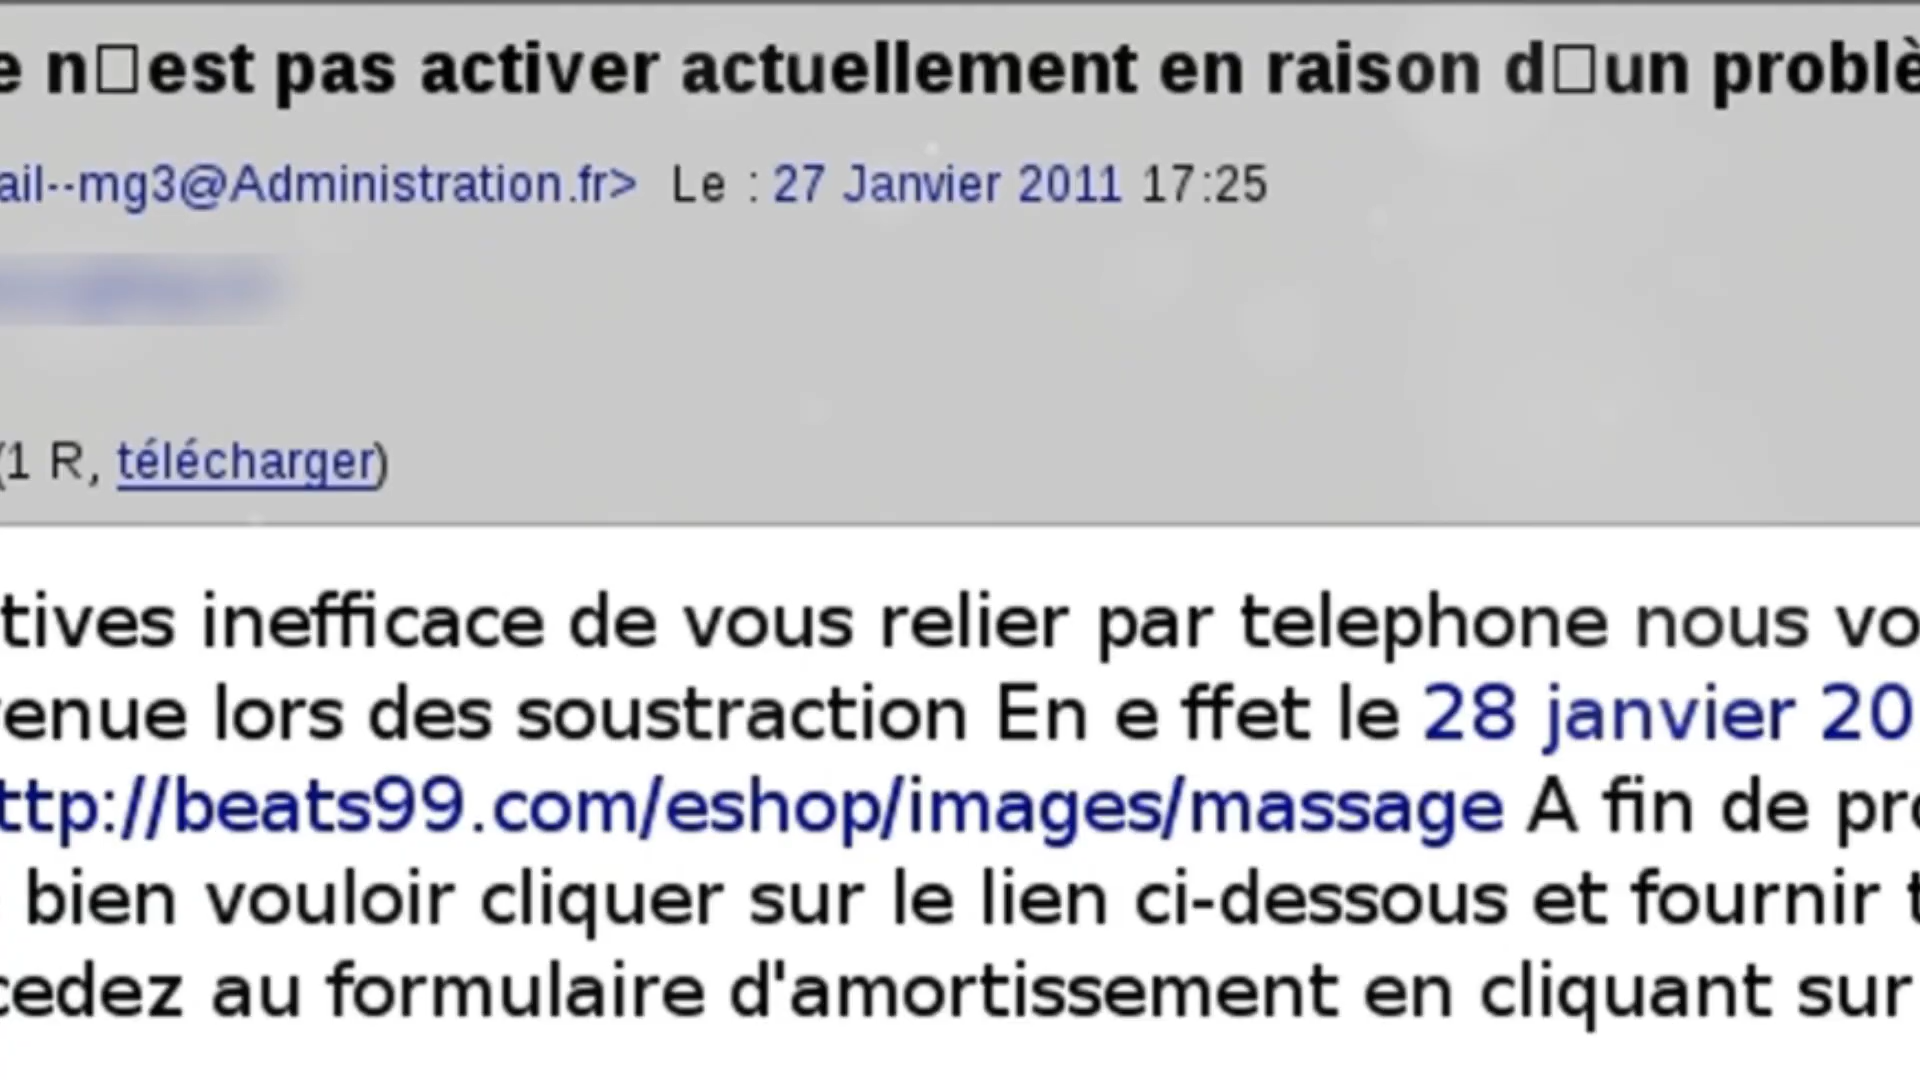 e n□est pas activer actuellement en raison d□un problè
ail--mg3@Administration.fr> Le : 27 Janvier 2011 17:25
(1 R, télécharger)
tives inefficace de vous relier par telephone nous vo
venue lors des soustraction En e ffet le 28 janvier 20
ttp://beats99.com/eshop/images/massage A fin de pro
bien vouloir cliquer sur le lien ci-dessous et fournir t
cedez au formulaire d'amortissement en cliquant sur